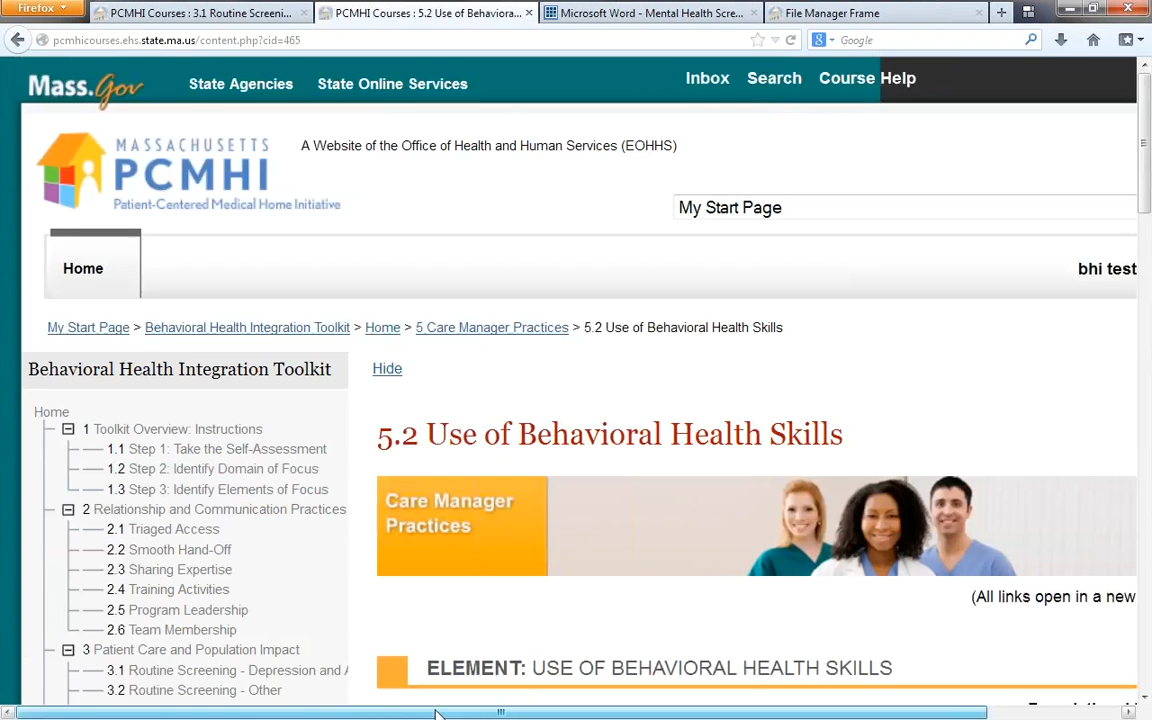 Firefox
PCMHI Courses : 3.1 Routine Screeni...
PCMHI Courses : 5.2 Use of Behaviora...
Microsoft Word - Mental Health Scre...
File Manager Frame
pcmhicourses.ehs.state.ma.us/content.php?cid=465
Google
Mass.Gov
State Agencies
State Online Services
Inbox
Search
Course Help
MASSACHUSETTS
PCMHI
Patient-Centered Medical Home Initiative
A Website of the Office of Health and Human Services (EOHHS)
My Start Page
Home
bhi test
My Start Page > Behavioral Health Integration Toolkit > Home > 5 Care Manager Practices > 5.2 Use of Behavioral Health Skills
Behavioral Health Integration Toolkit
Home
1 Toolkit Overview: Instructions
1.1 Step 1: Take the Self-Assessment
1.2 Step 2: Identify Domain of Focus
1.3 Step 3: Identify Elements of Focus
2 Relationship and Communication Practices
2.1 Triaged Access
2.2 Smooth Hand-Off
2.3 Sharing Expertise
2.4 Training Activities
2.5 Program Leadership
2.6 Team Membership
3 Patient Care and Population Impact
3.1 Routine Screening - Depression and
3.2 Routine Screening - Other
Hide
5.2 Use of Behavioral Health Skills
Care Manager
Practices
(All links open in a new
ELEMENT: USE OF BEHAVIORAL HEALTH SKILLS